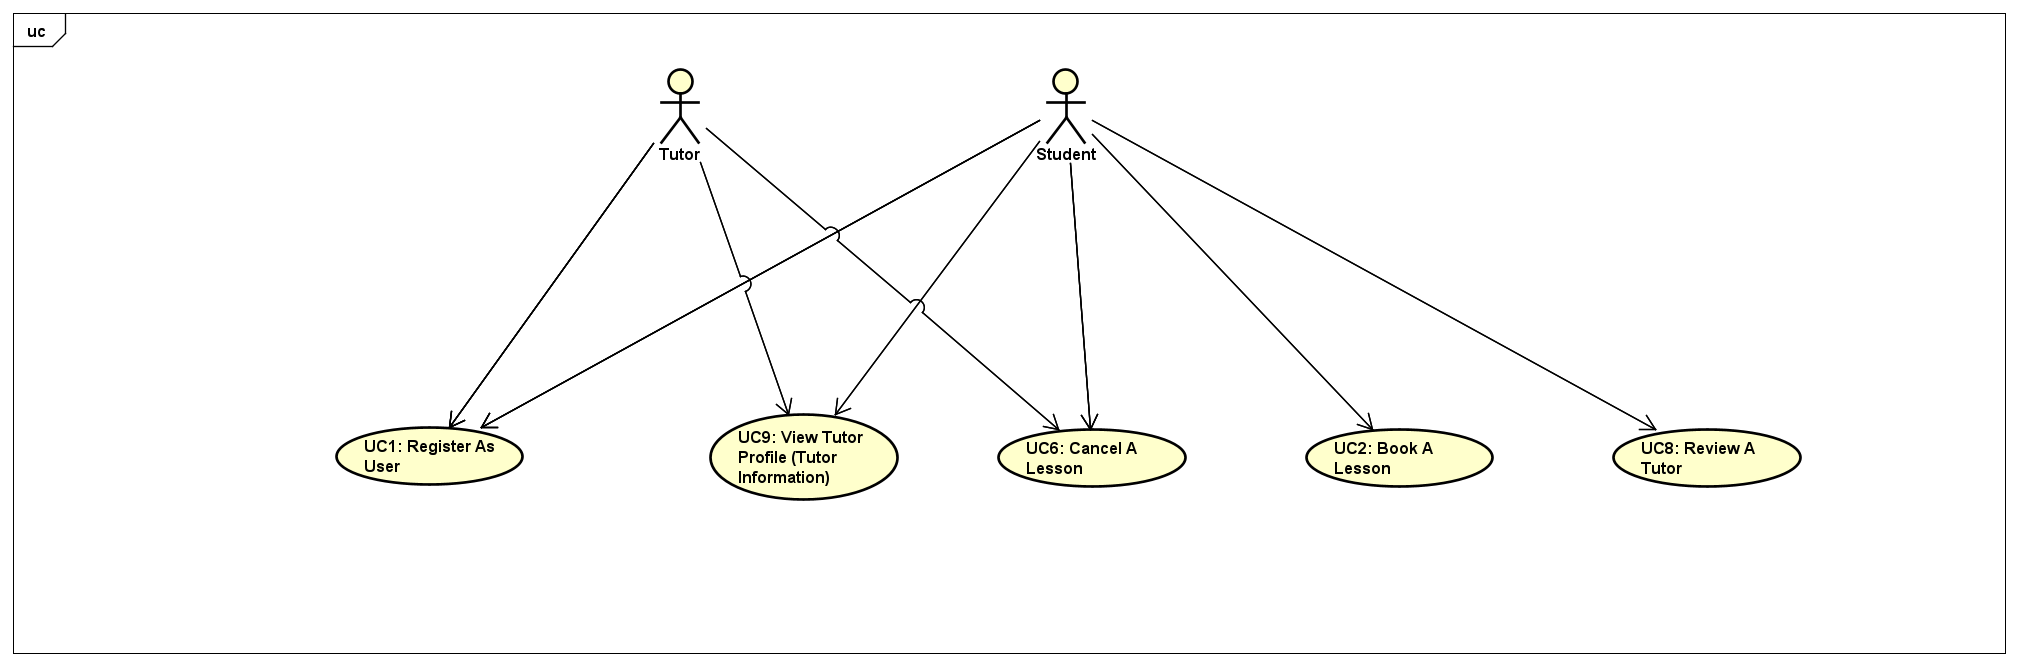 uc
Tutor
Student
UC1: Register As
User
UC9: View Tutor
Profile (Tutor
Information)
UC6: Cancel A
Lesson
UC2: Book A
Lesson
UC8: Review A
Tutor